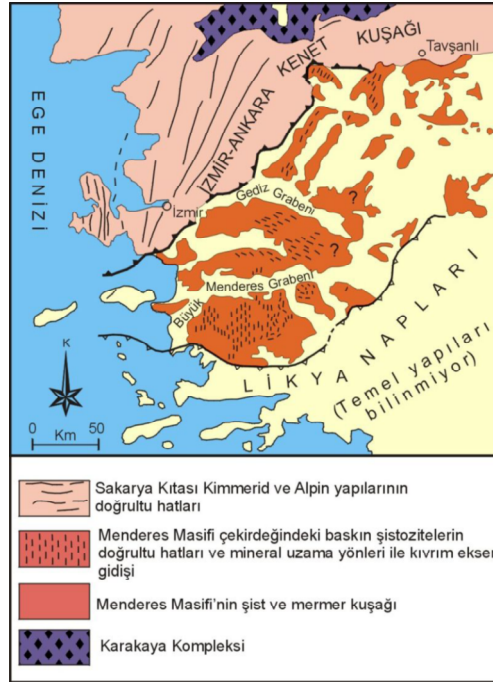 Tavşanlı
İZMİR-ANKARA KENET KUŞAĞI
EGE DENİZİ
İzmir
Gediz Grabeni
?
?
Büyük Menderes Grabeni
LİKYA NAPLARI
(Temel yapıları
bilinmiyor)
K
0 50
Km
Sakarya Kıtası Kimmerid ve Alpin yapılarının
doğrultu hatları
Menderes Masifi çekirdeğindeki baskın şistozitelerin
doğrultu hatları ve mineral uzama yönleri ile kıvrım eksen
gidişi
Menderes Masifi'nin şist ve mermer kuşağı
Karakaya Kompleksi